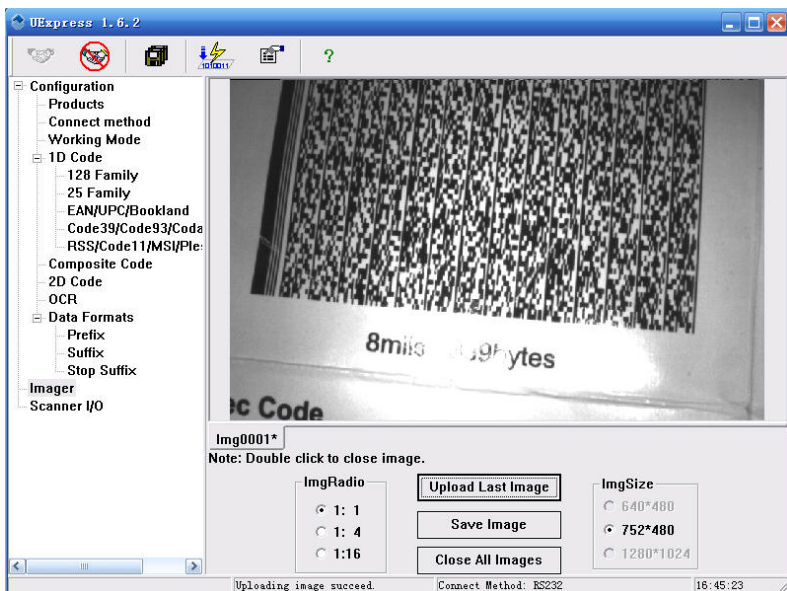 UExpress 1.6.2
1010011
?
Configuration
Products
Connect method
Working Mode
1D Code
128 Family
25 Family
EAN/UPC/Bookland
Code39/Code93/Coda
RSS/Code11/MSI/Ple
Composite Code
2D Code
OCR
Data Formats
Prefix
Suffix
Stop Suffix
Imager
Scanner I/O
ec Code
Img0001*
Note: Double click to close image.
ImgRadio
1: 1
1: 4
1:16
Upload Last Image
Save Image
Close All Images
ImgSize
640*480
752*480
1280*1024
Uploading image succeed.
Connect Method: RS232
16:45:23